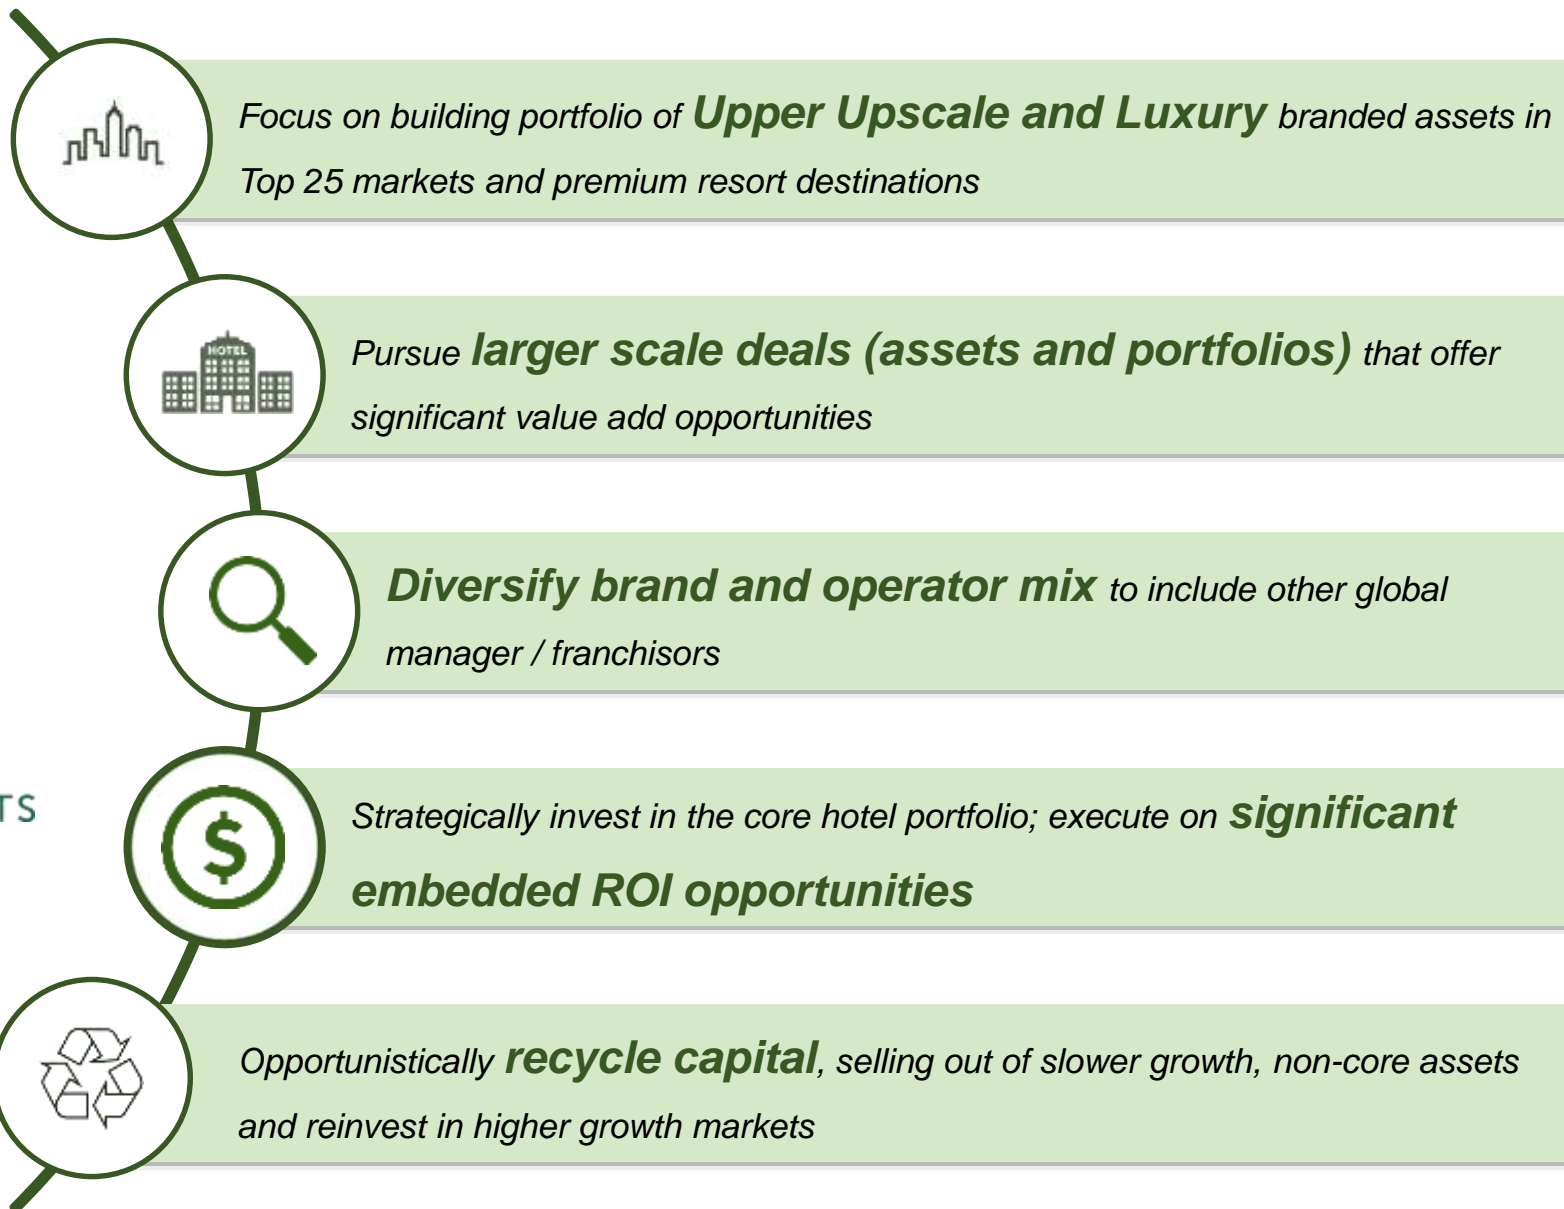 Focus on building portfolio of Upper Upscale and Luxury branded assets in
Top 25 markets and premium resort destinations
HOTEL
Pursue larger scale deals (assets and portfolios) that offer
significant value add opportunities
Diversify brand and operator mix to include other global
manager / franchisors
TS
$
Strategically invest in the core hotel portfolio; execute on significant
embedded ROI opportunities
Opportunistically recycle capital, selling out of slower growth, non-core assets
and reinvest in higher growth markets